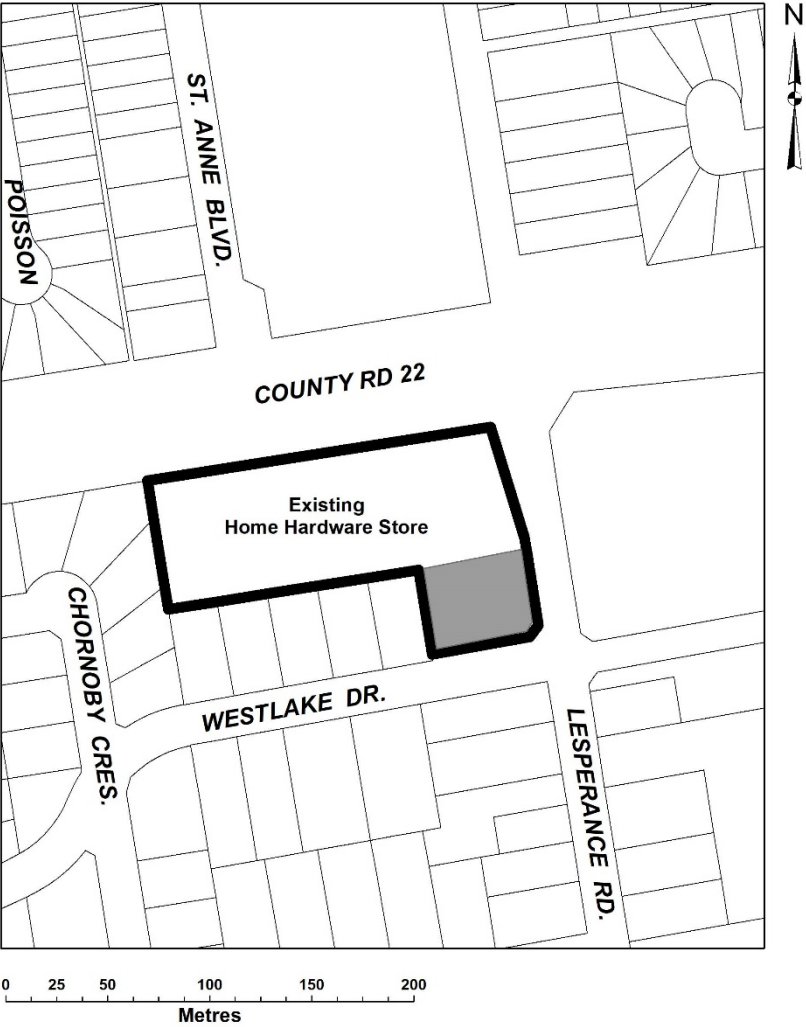 N
ST. ANNE BLVD.
POISSON
COUNTY RD 22
Existing
Home Hardware Store
CHORNOBY CRES.
WESTLAKE DR.
LESPERANCE RD.
0 25 50 100 150 200
Metres